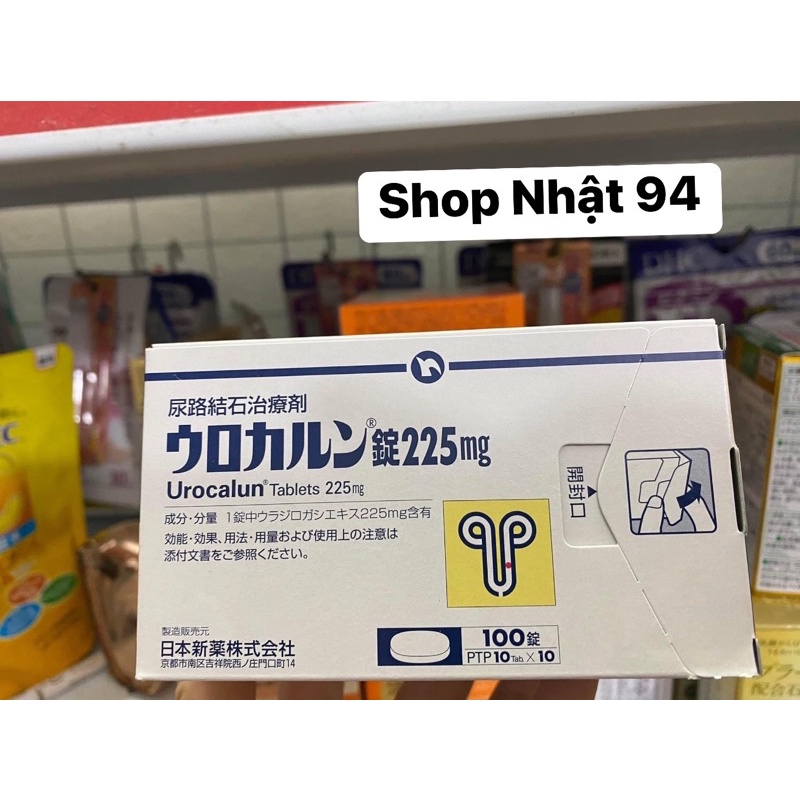 Shop Nhật 94
DHC
尿路結石治療剤
ウロカルン®錠225mg
Urocalun® Tablets 225mg
成分・分量 1錠中ウラジロガシエキス225mg含有
効能・効果、用法・用量および使用上の注意は
添付文書をご参照ください。
開封口
製造販売元
日本新薬株式会社
京都市南区吉祥院西ノ庄門口町14
100錠
PTP 10 Tab. X 10